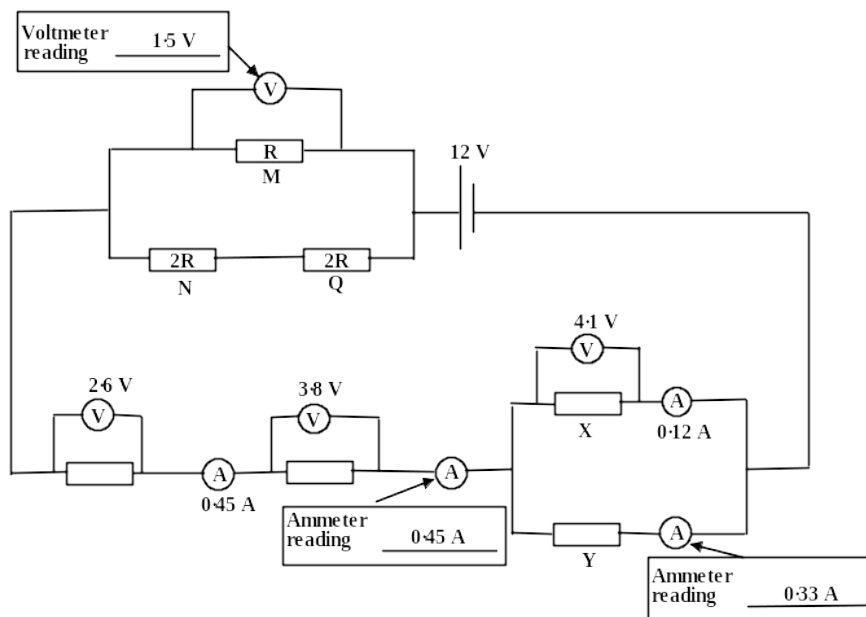 Voltmeter
reading 1·5 V
V
R
M
12 V
2R
2R
N
Q
4·1 V
V
2·6 V
3·8 V
V
V
A
X
0·12 A
A
A
0·45 A
Ammeter
reading 0·45 A
A
Y
Ammeter
reading 0·33 A